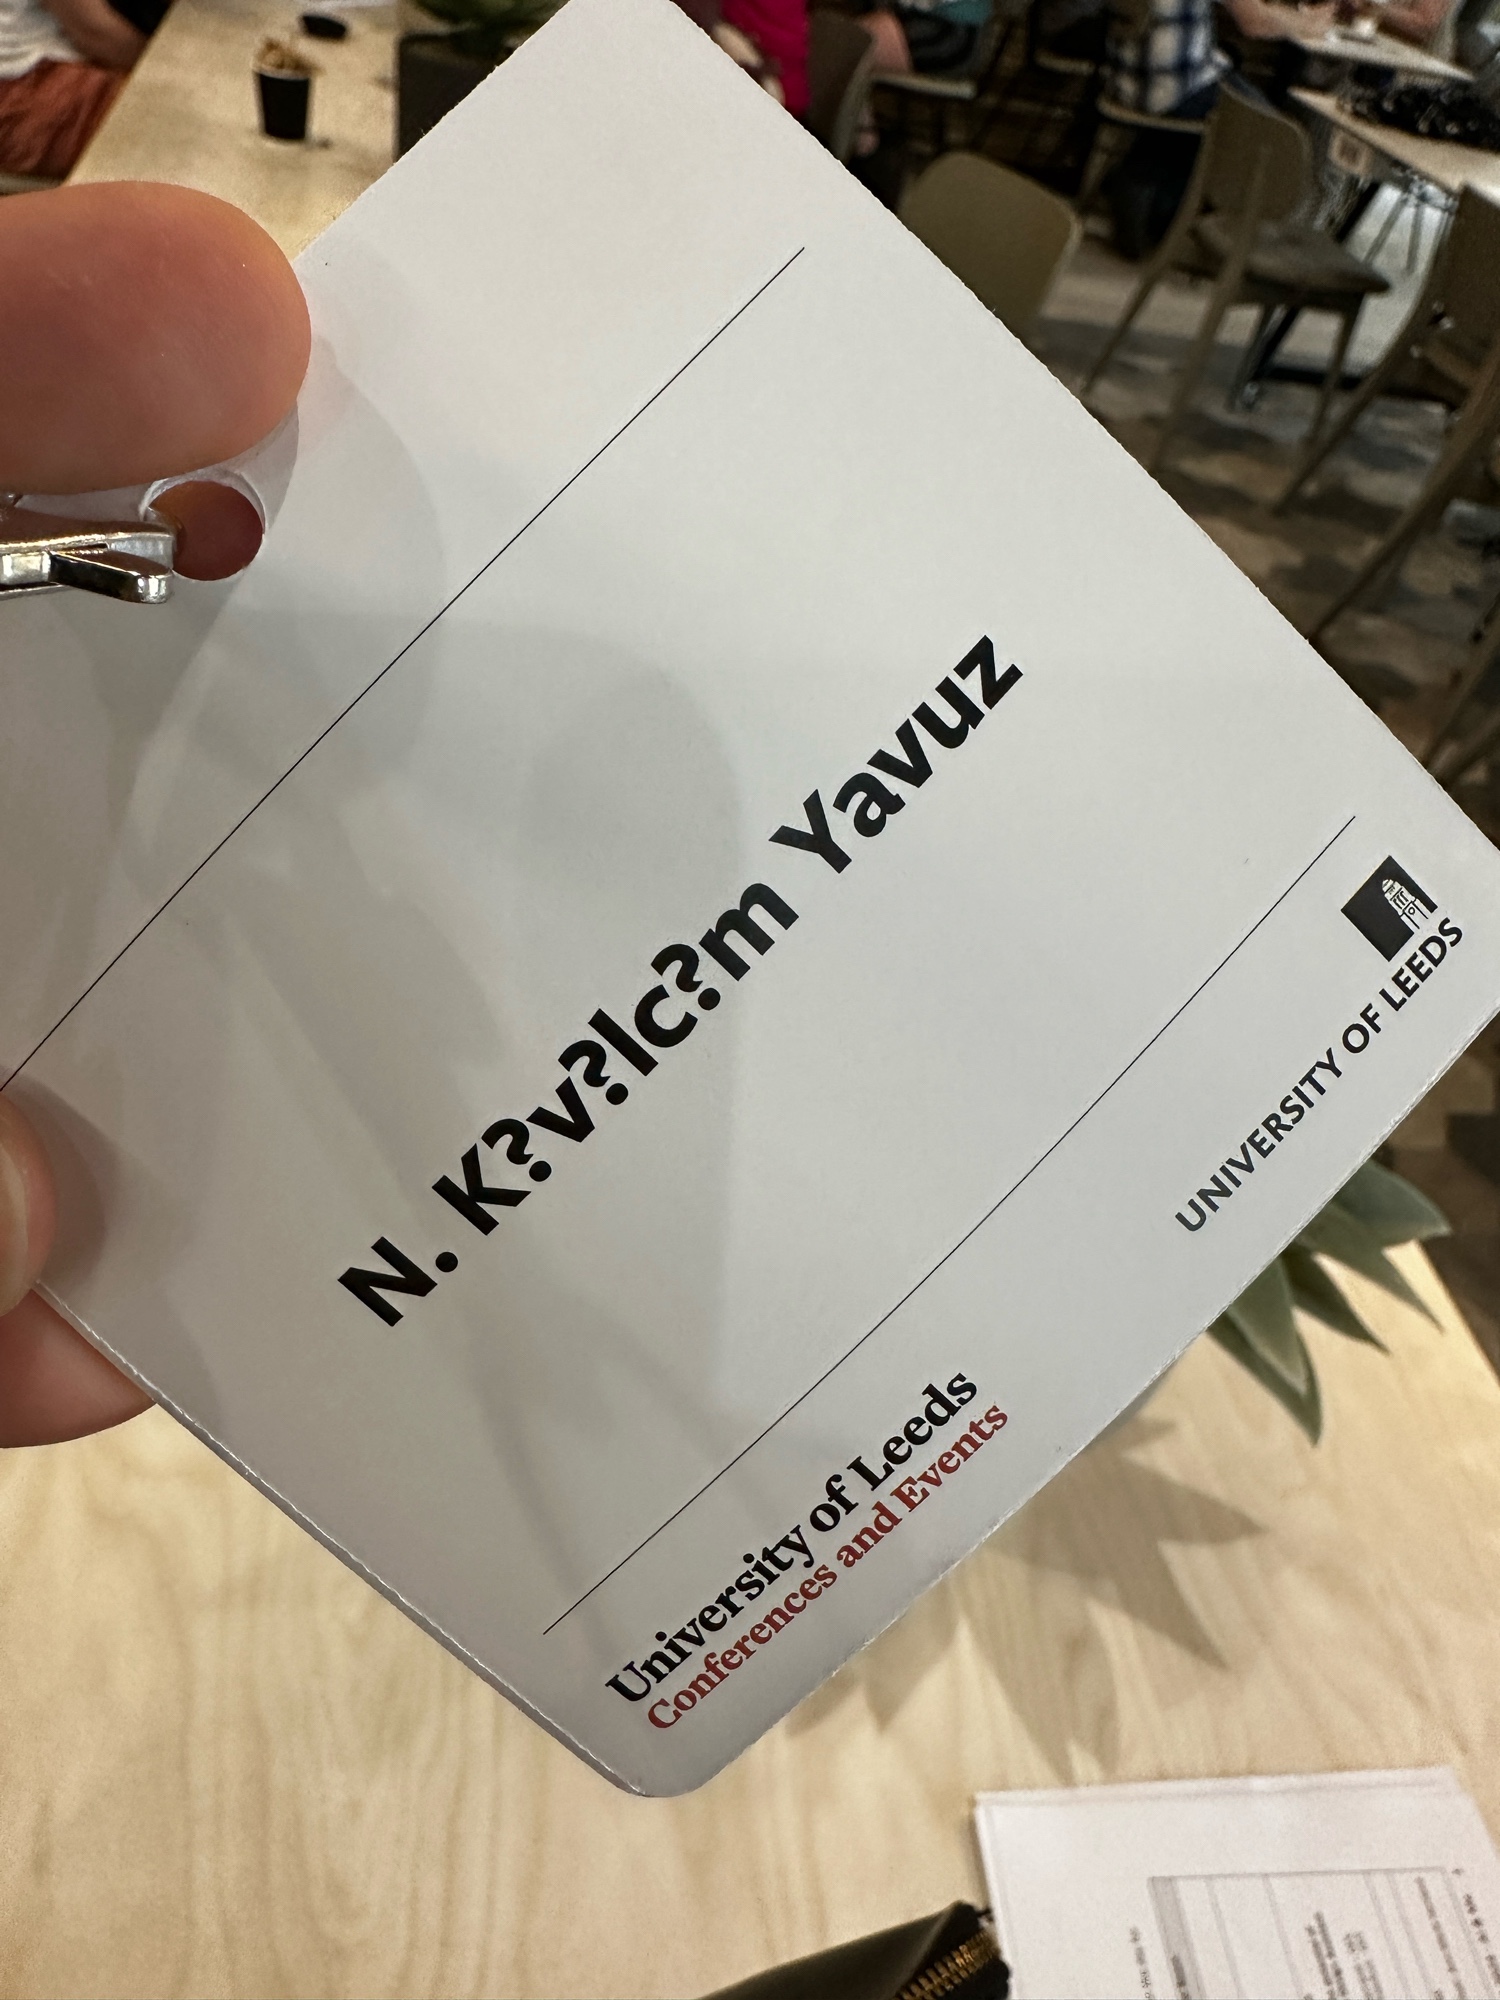 N. K?v?lc?m Yavuz
University of Leeds
Conferences and Events
UNIVERSITY OF LEEDS